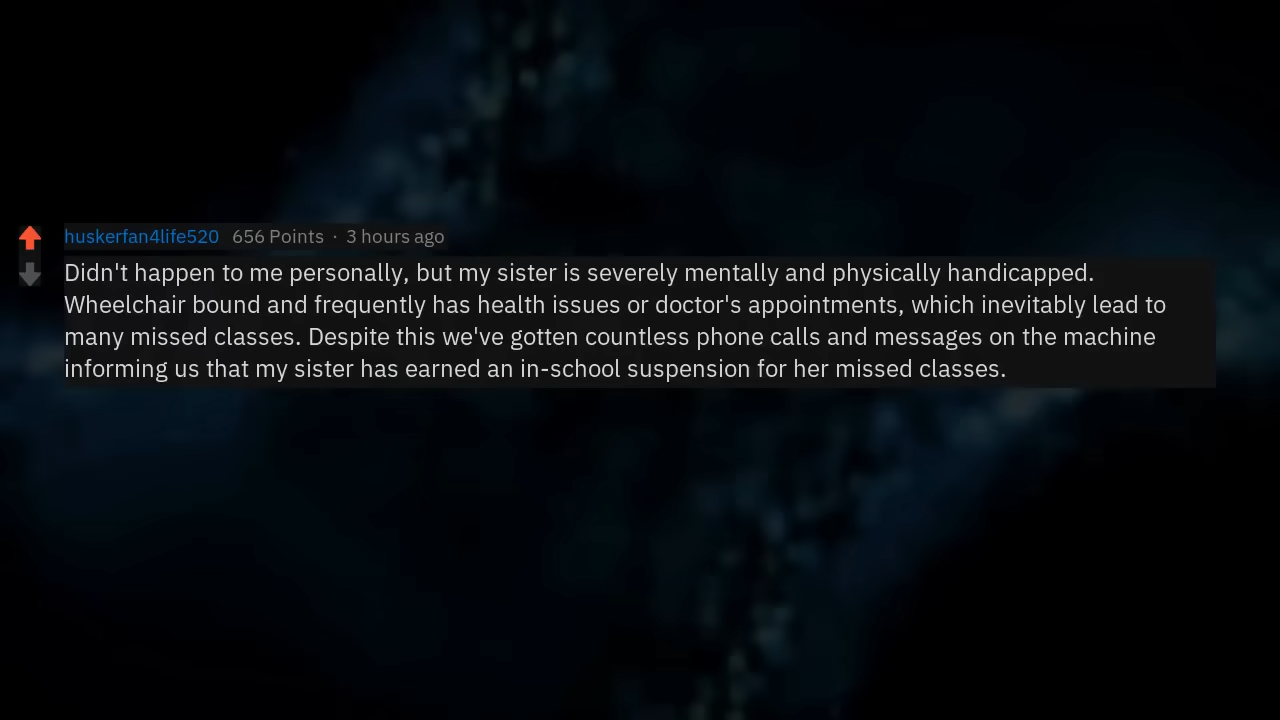 huskerfan4life520 656 Points · 3 hours ago
Didn't happen to me personally, but my sister is severely mentally and physically handicapped.
Wheelchair bound and frequently has health issues or doctor's appointments, which inevitably lead to
many missed classes. Despite this we've gotten countless phone calls and messages on the machine
informing us that my sister has earned an in-school suspension for her missed classes.